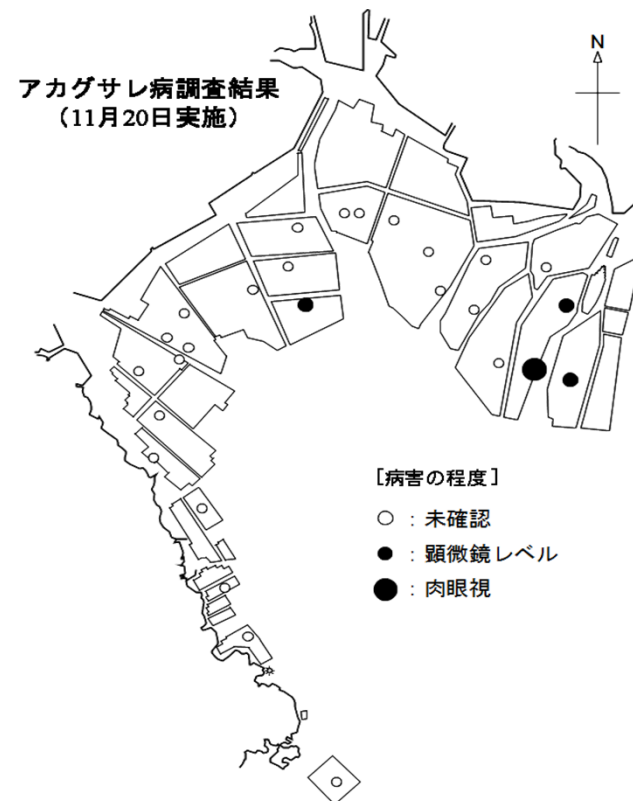 アカグサレ病調査結果
（11月20日実施）
N
［病害の程度］
○ ： 未確認
● ： 顕微鏡レベル
● ： 肉眼視